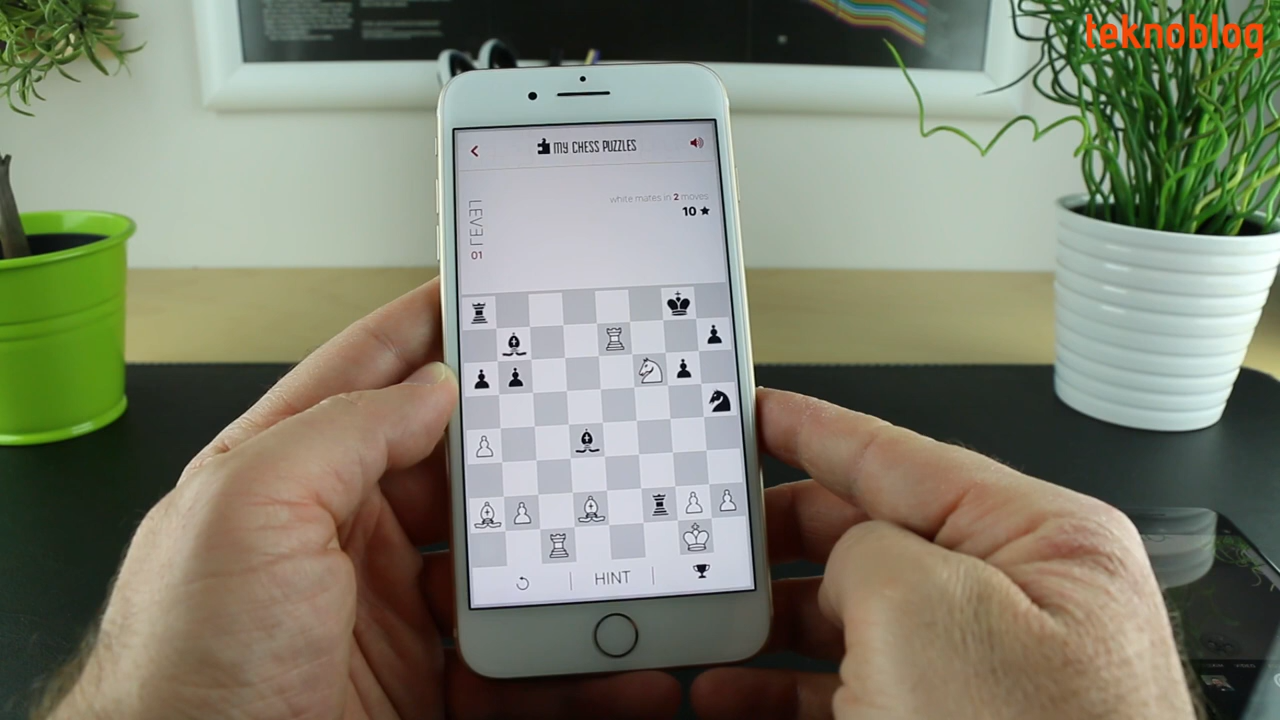 teknoblog
MY CHESS PUZZLES
white mates in 2 moves
10
LEVEL
01
HINT